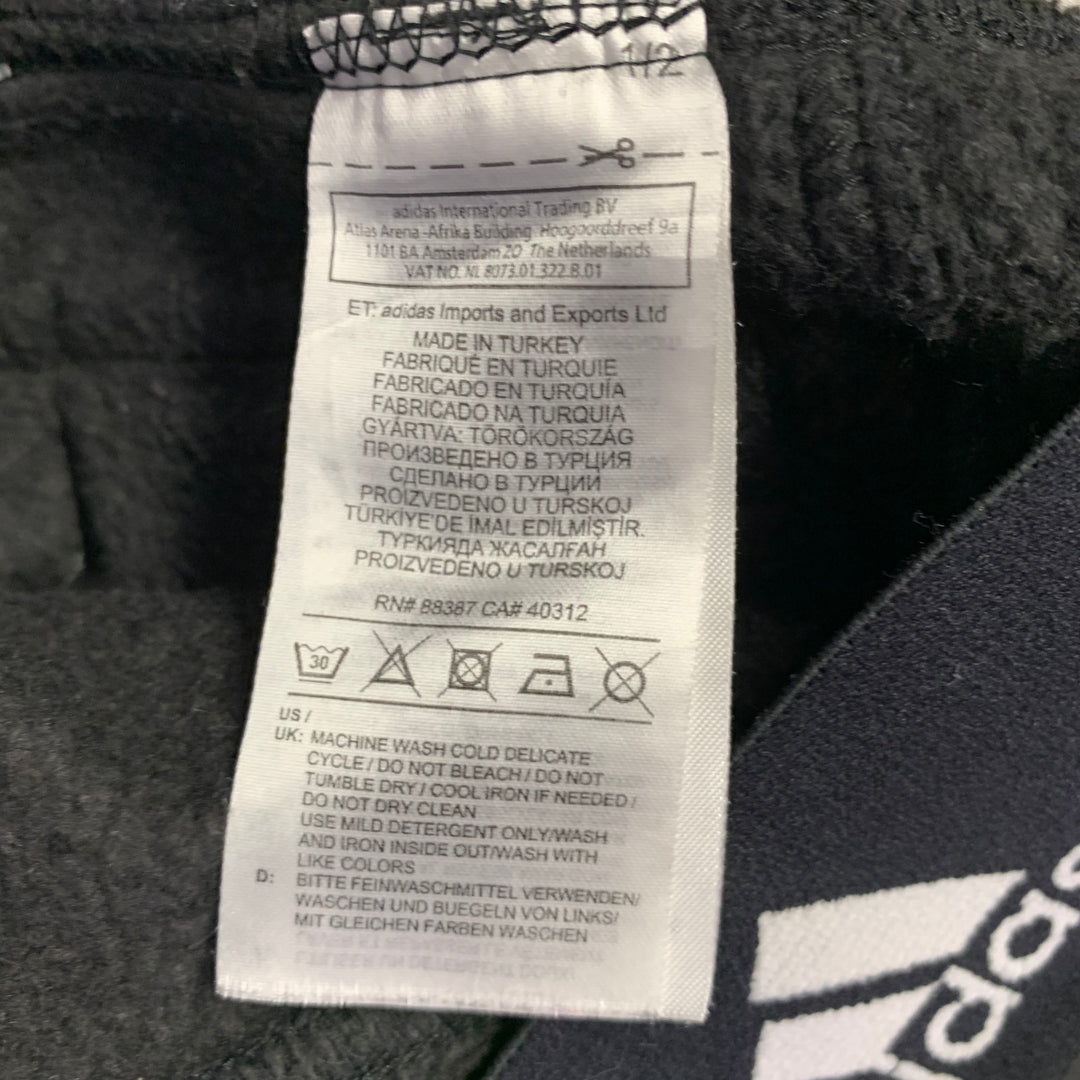 1/2
adidas International Trading BV
Atlas Arena -Afrika Building Hoogoorddreef 9a
1101 BA Amsterdam ZO The Netherlands
VAT NO. NL 8073.01.322.B.01
ET: adidas Imports and Exports Ltd
MADE IN TURKEY
FABRIQUÉ EN TURQUIE
FABRICADO EN TURQUÍA
FABRICADO NA TURQUIA
GYÁRTVA: TÖRÖKORSZÁG
ПРОИЗВЕДЕНО В ТУРЦИЯ
СДЕЛАНО В ТУРЦИИ
PROIZVEDENO U TURSKOJ
TÜRKİYE'DE İMAL EDİLMİŞTİR.
ТУРКИЯДА ЖАСАЛҒАН
PROIZVEDENO U TURSKOJ
RN# 88387 CA# 40312
30
US /
UK: MACHINE WASH COLD DELICATE
CYCLE / DO NOT BLEACH / DO NOT
TUMBLE DRY / COOL IRON IF NEEDED /
DO NOT DRY CLEAN
USE MILD DETERGENT ONLY/WASH
AND IRON INSIDE OUT/WASH WITH
LIKE COLORS
D: BITTE FEINWASCHMITTEL VERWENDEN/
WASCHEN UND BUEGELN VON LINKS/
MIT GLEICHEN FARBEN WASCHEN
adidas